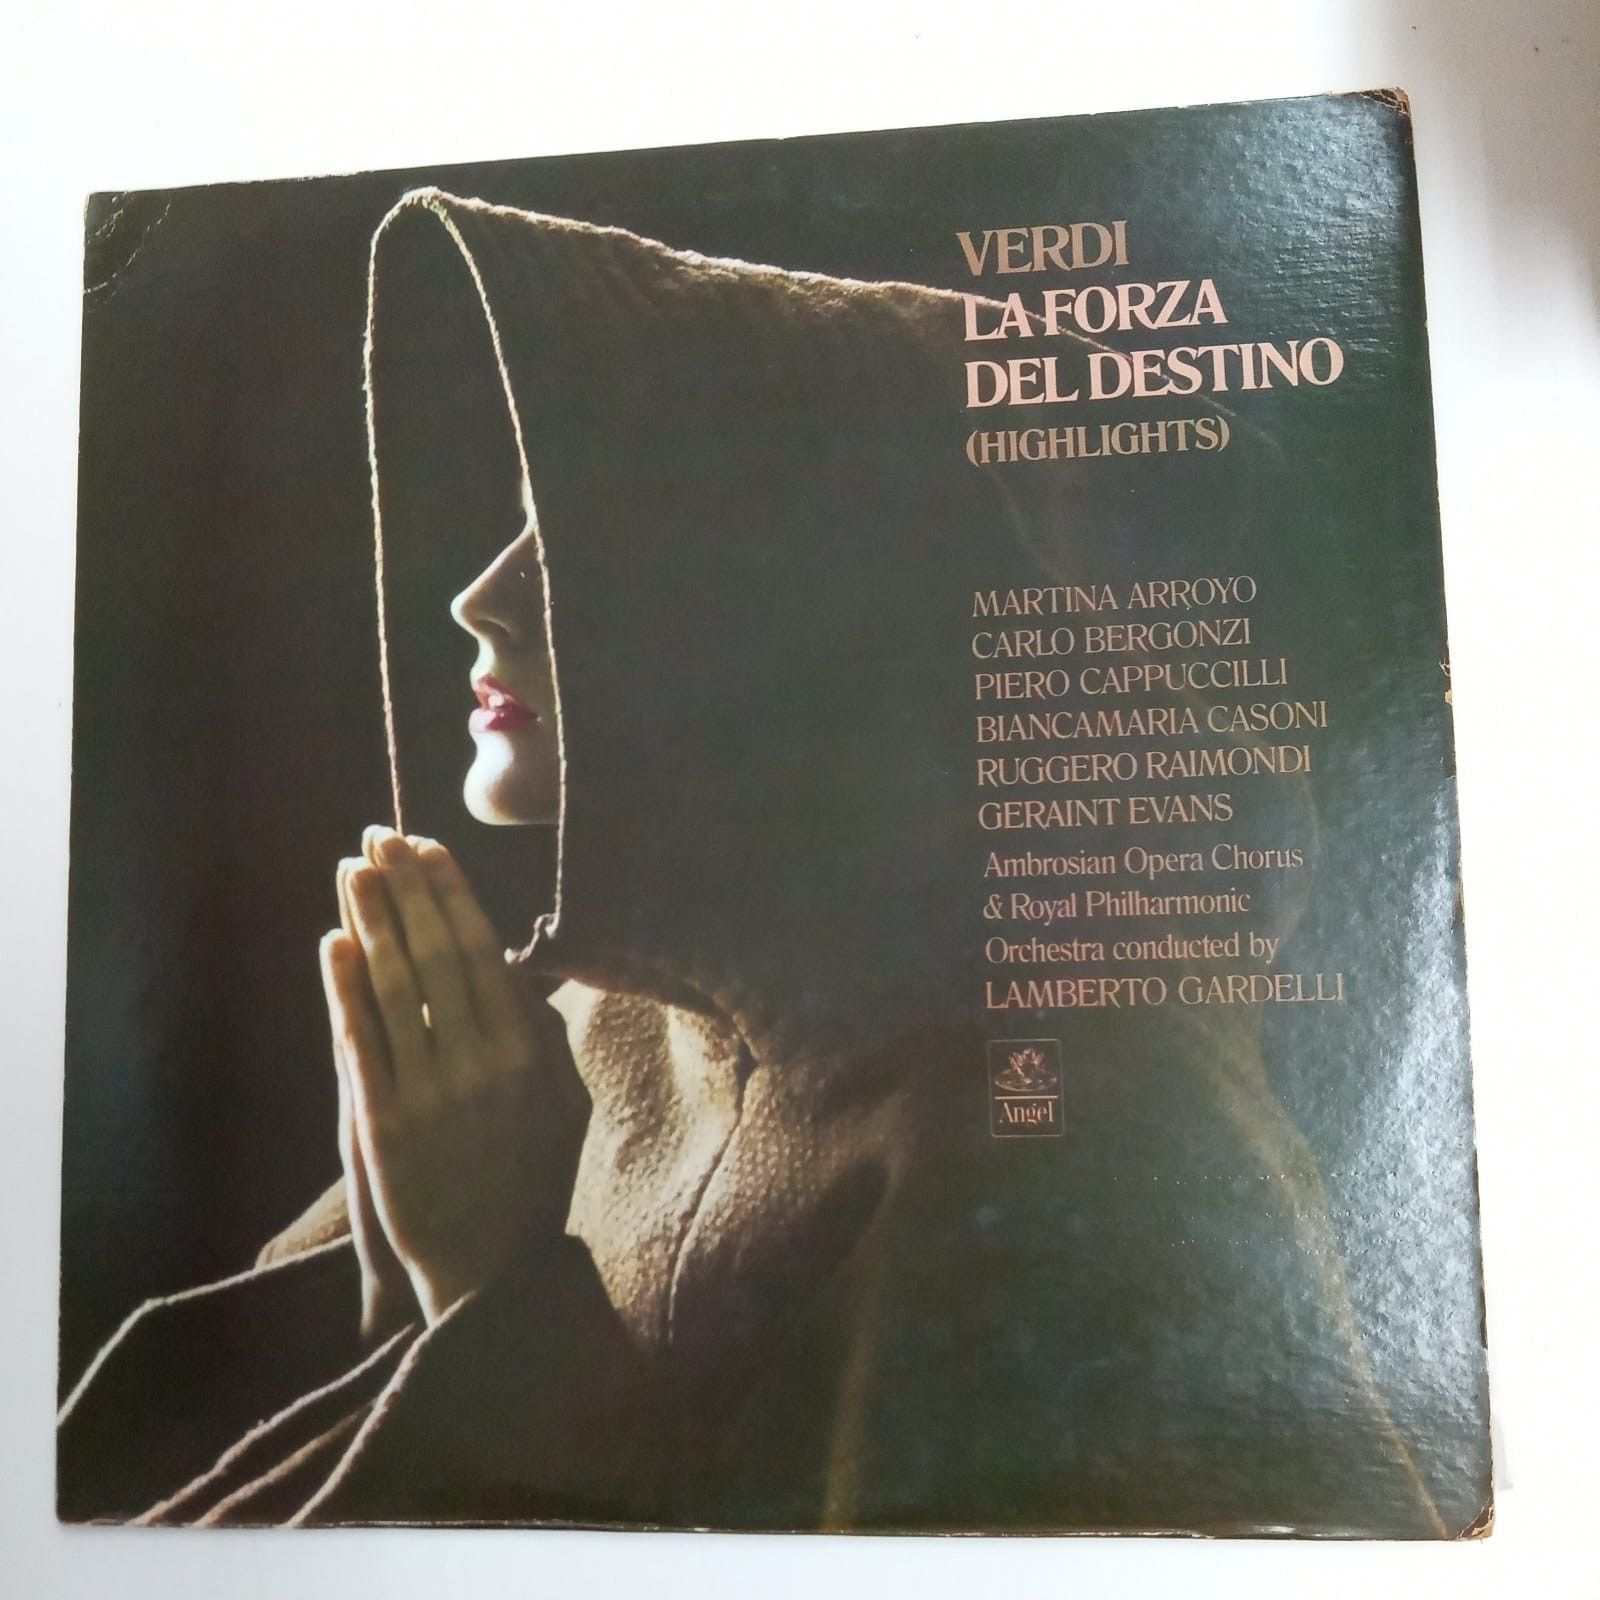 VERDI
LA FORZA
DEL DESTINO
(HIGHLIGHTS)
MARTINA ARROYO
CARLO BERGONZI
PIERO CAPPUCCILLI
BIANCAMARIA CASONI
RUGGERO RAIMONDI
GERAINT EVANS
Ambrosian Opera Chorus
& Royal Philharmonic
Orchestra conducted by
LAMBERTO GARDELLI
Angel